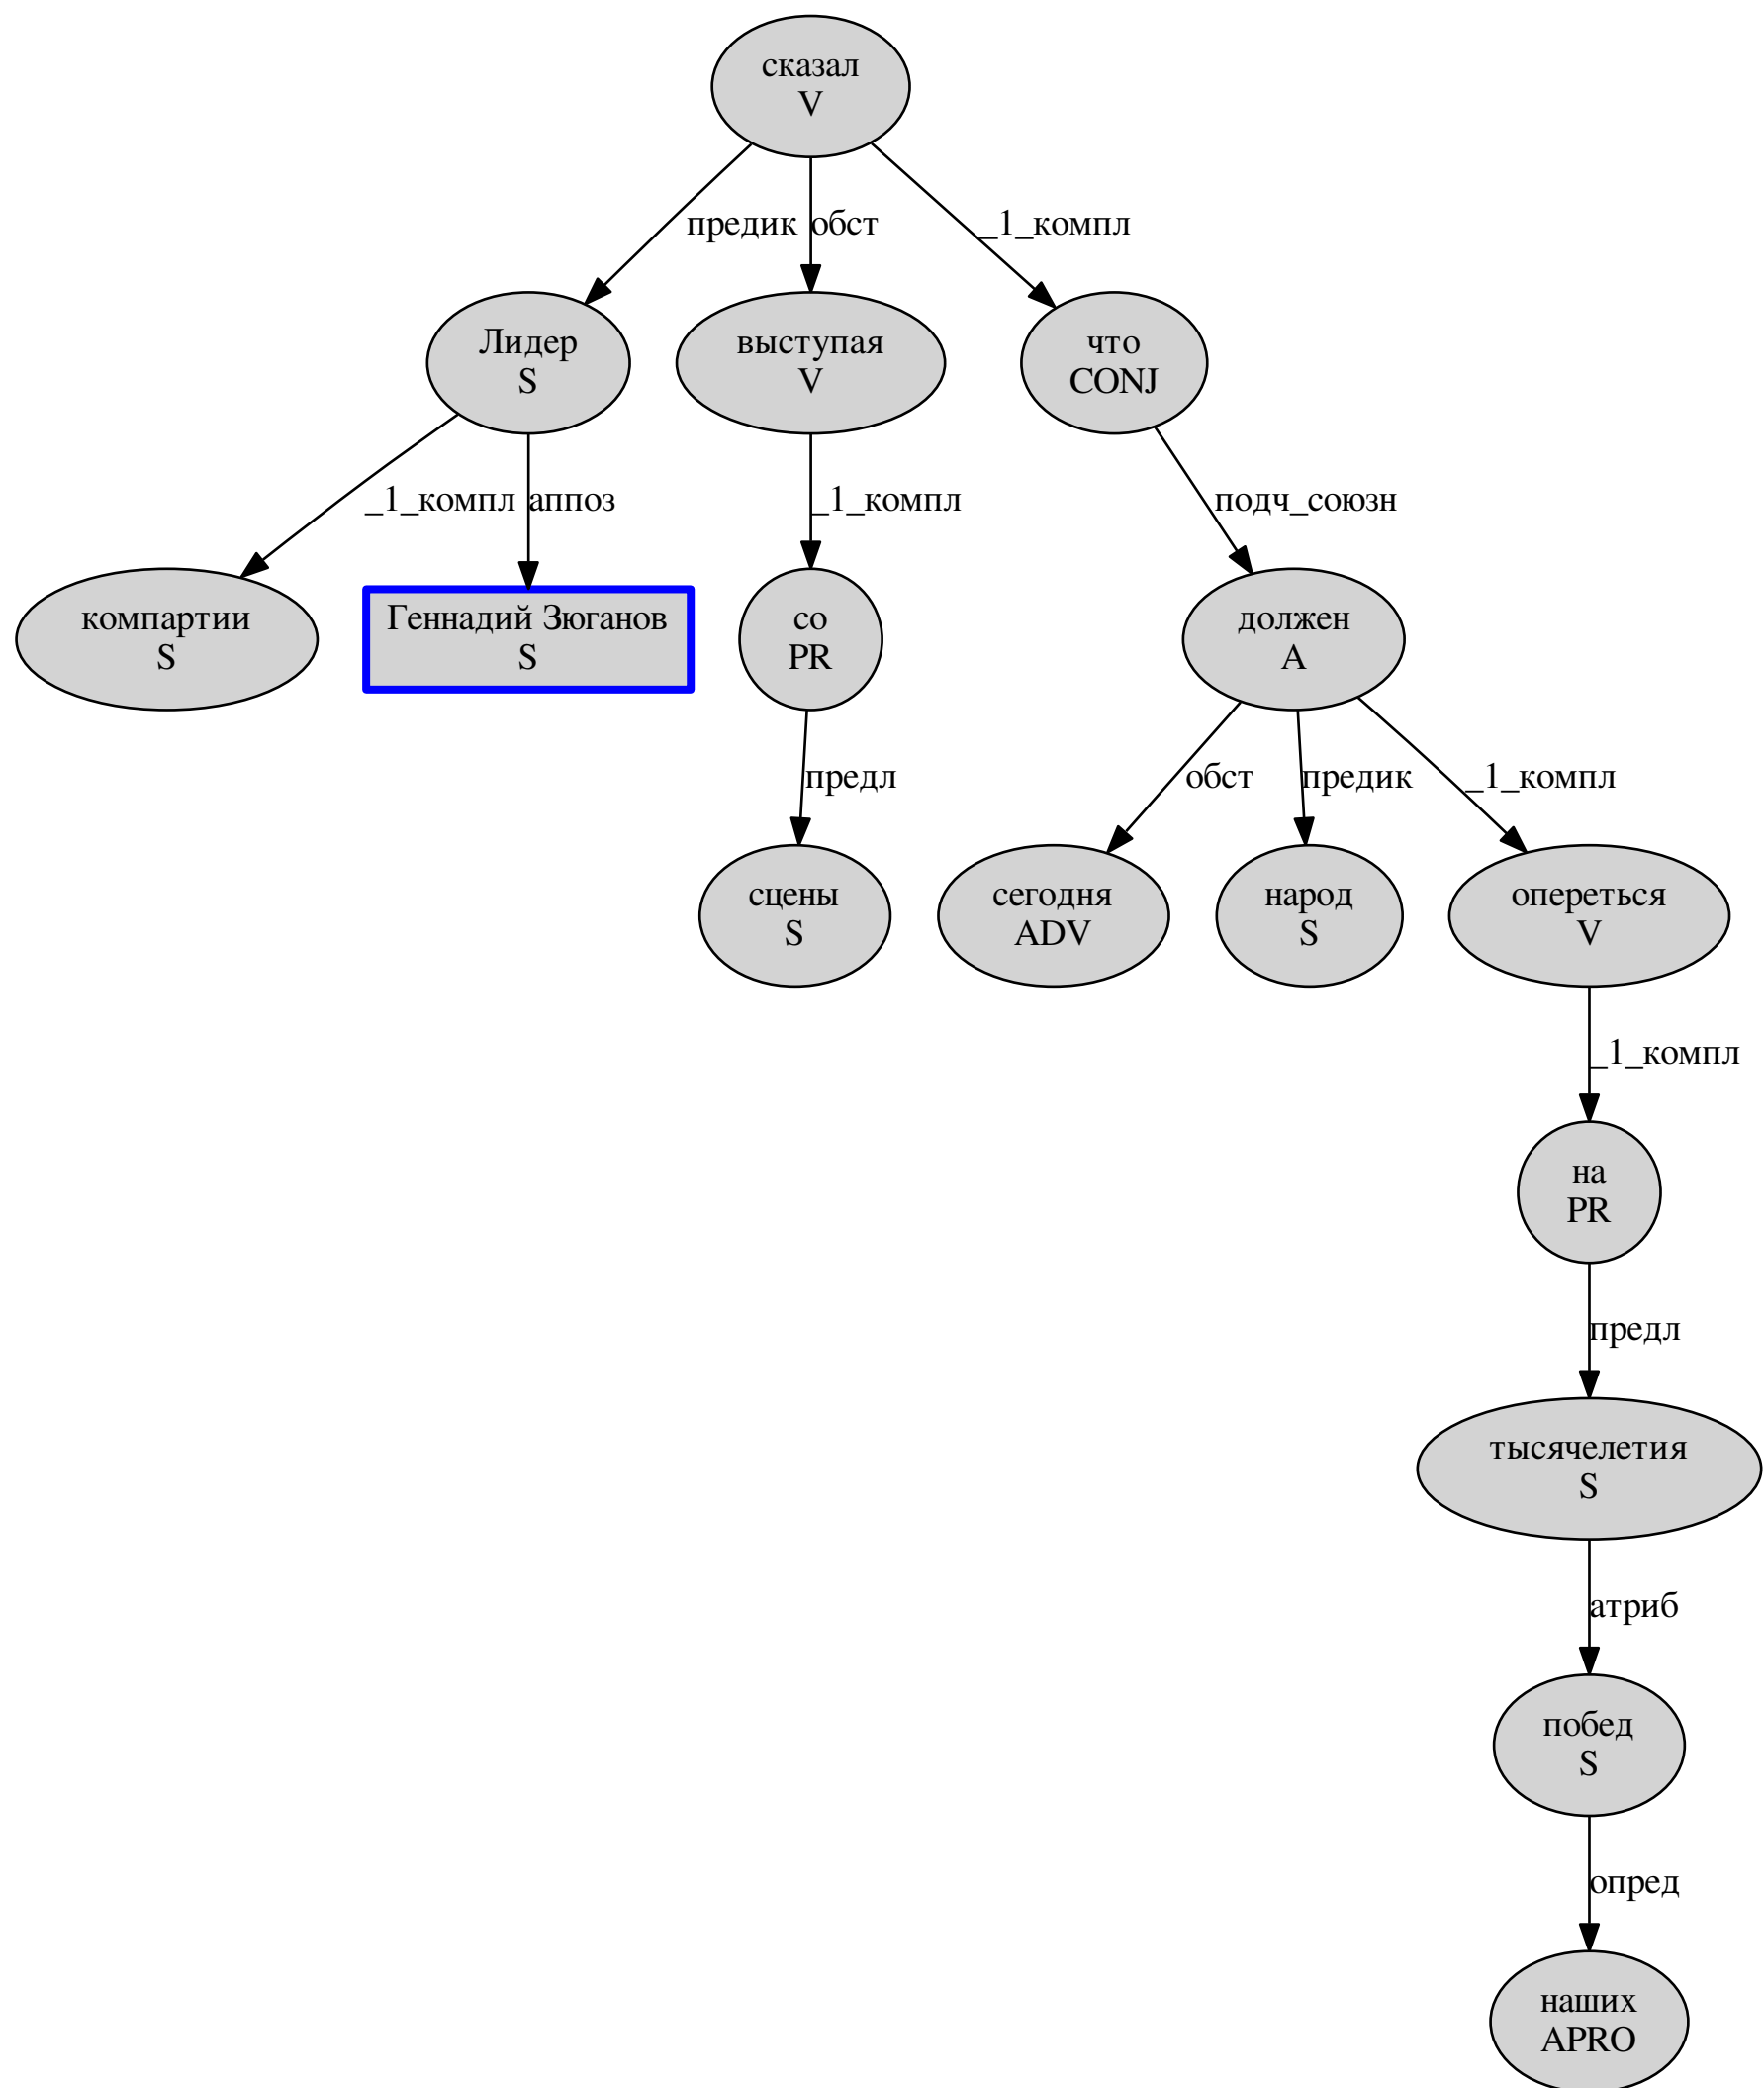 сказал
V
предик
обст
_1_компл
Лидер
S
выступая
V
что
CONJ
_1_компл
аппоз
_1_компл
подч_союзн
компартии
S
Геннадий Зюганов
S
со
PR
должен
A
предл
обст
предик
_1_компл
сцены
S
сегодня
ADV
народ
S
опереться
V
_1_компл
на
PR
предл
тысячелетия
S
атриб
побед
S
опред
наших
APRO